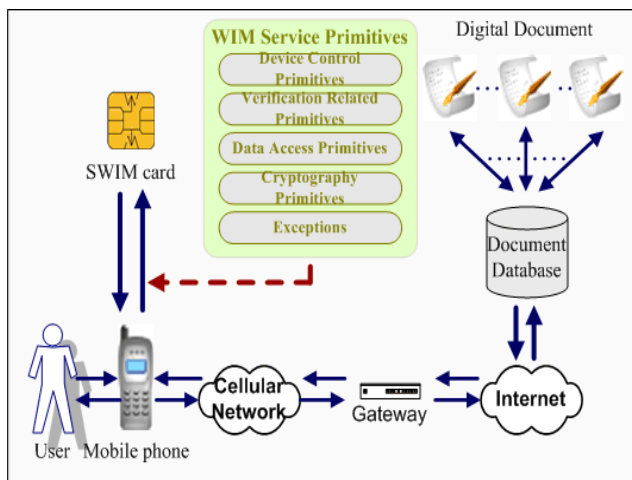 WIM Service Primitives
Device Control
Primitives
Verification Related
Primitives
Data Access Primitives
Cryptography
Primitives
Exceptions
Digital Document
SWIM card
Document
Database
Cellular
Network
Gateway
Internet
User
Mobile phone